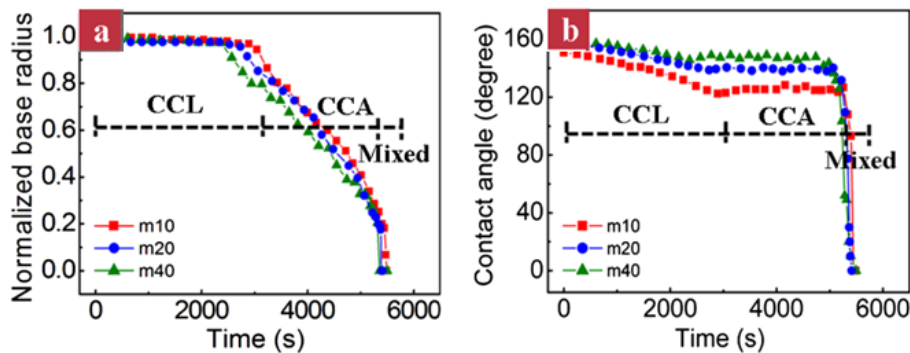 a
Normalized base radius
1.0
0.8
0.6
0.4
0.2
0.0
CCL
CCA
Mixed
m10
m20
m40
0
2000
4000
6000
Time (s)
b
Contact angle (degree)
160
120
80
40
0
CCL
CCA
Mixed
m10
m20
m40
0
2000
4000
6000
8000
Time (s)